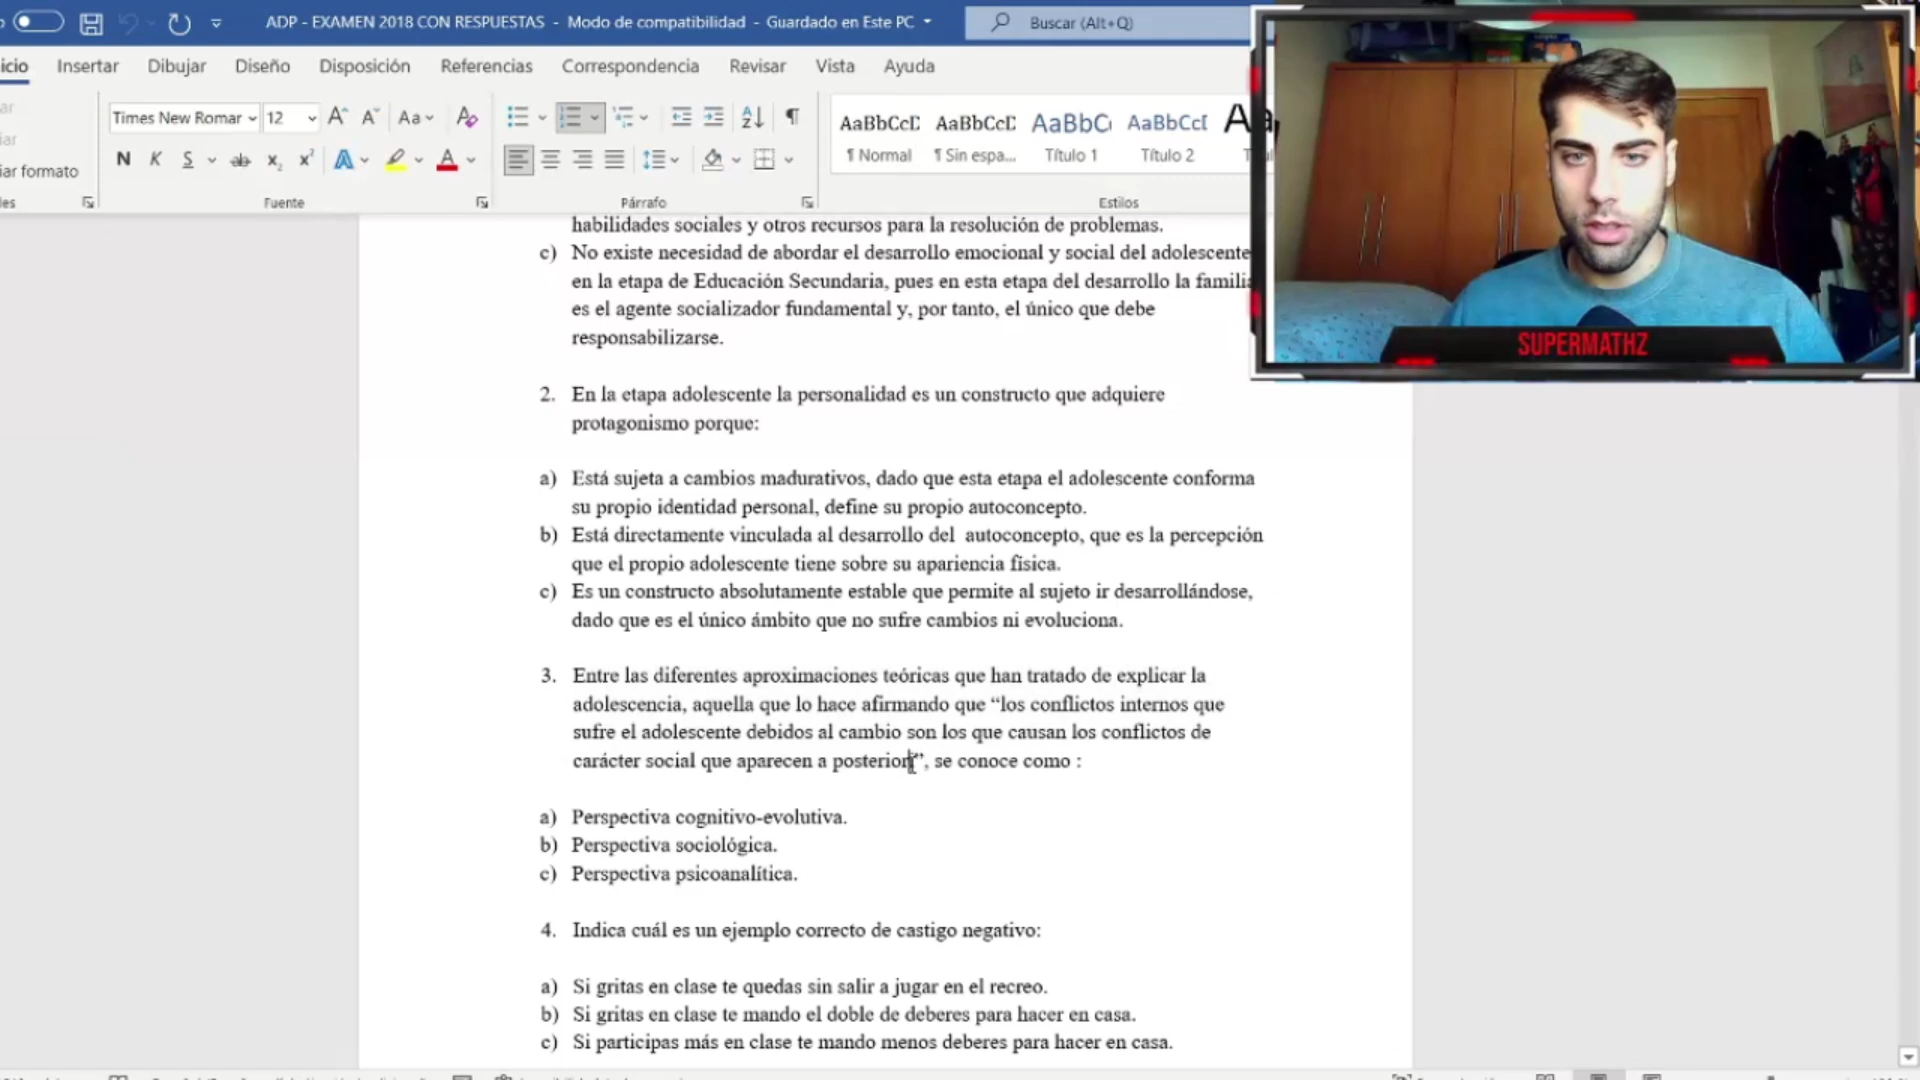 ADP - EXAMEN 2018 CON RESPUESTAS - Modo de compatibilidad - Guardado en Este PC
Buscar (Alt+Q)
icio Insertar Dibujar Diseño Disposición Referencias Correspondencia Revisar Vista Ayuda
Times New Romar 12
AaBbCcD AaBbCcD AaBbC AaBbCcI Aa
¶ Normal ¶ Sin espa... Título 1 Título 2
iar formato
Fuente Párrafo Estilos
habilidades sociales y otros recursos para la resolución de problemas.
c) No existe necesidad de abordar el desarrollo emocional y social del adolescente
en la etapa de Educación Secundaria, pues en esta etapa del desarrollo la familia
es el agente socializador fundamental y, por tanto, el único que debe
responsabilizarse.
2. En la etapa adolescente la personalidad es un constructo que adquiere
protagonismo porque:
a) Está sujeta a cambios madurativos, dado que esta etapa el adolescente conforma
su propio identidad personal, define su propio autoconcepto.
b) Está directamente vinculada al desarrollo del autoconcepto, que es la percepción
que el propio adolescente tiene sobre su apariencia física.
c) Es un constructo absolutamente estable que permite al sujeto ir desarrollándose,
dado que es el único ámbito que no sufre cambios ni evoluciona.
3. Entre las diferentes aproximaciones teóricas que han tratado de explicar la
adolescencia, aquella que lo hace afirmando que “los conflictos internos que
sufre el adolescente debidos al cambio son los que causan los conflictos de
carácter social que aparecen a posteriori”, se conoce como :
a) Perspectiva cognitivo-evolutiva.
b) Perspectiva sociológica.
c) Perspectiva psicoanalítica.
4. Indica cuál es un ejemplo correcto de castigo negativo:
a) Si gritas en clase te quedas sin salir a jugar en el recreo.
b) Si gritas en clase te mando el doble de deberes para hacer en casa.
c) Si participas más en clase te mando menos deberes para hacer en casa.
SUPERMATHZ